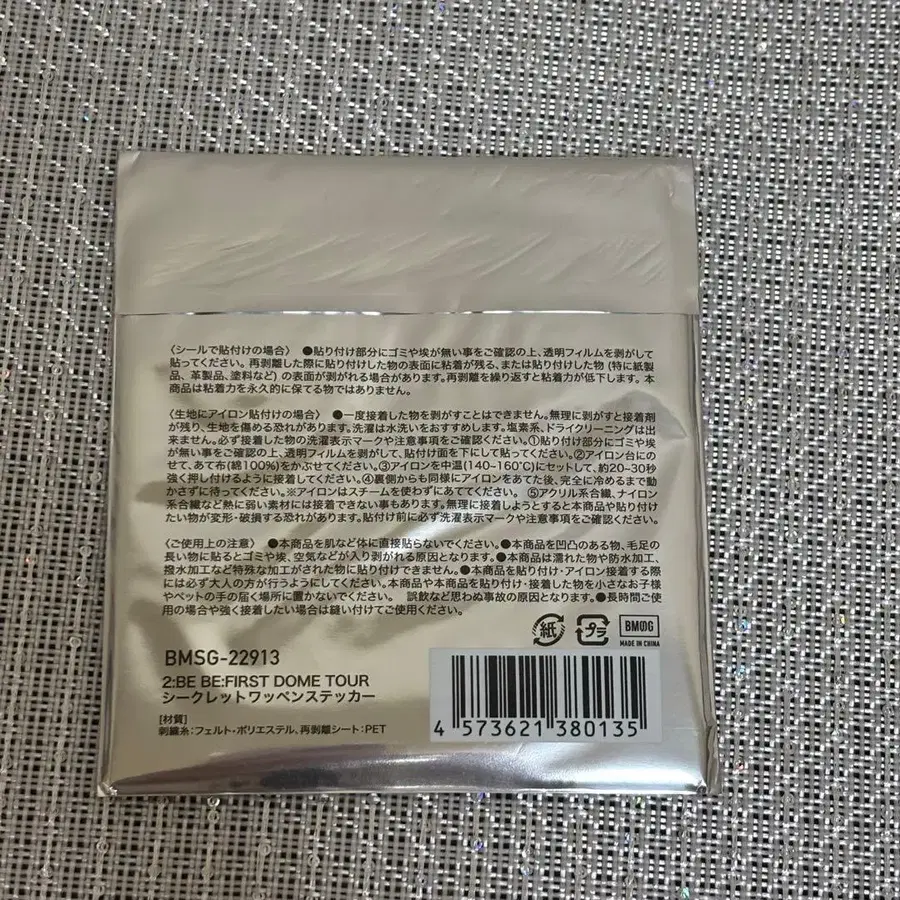 〈シールで貼付けの場合〉 ●貼り付け部分にゴミや埃が無い事をご確認の上、透明フィルムを剥がして
貼ってください。再剥離した際に貼り付けした物の表面に粘着が残る、または貼り付けした物(特に紙製
品、革製品、塗料など)の表面が剥がれる場合があります。再剥離を繰り返すと粘着力が低下します。本
商品は粘着力を永久的に保てる物ではありません。
〈生地にアイロン貼付けの場合〉 ●一度接着した物を剥がすことはできません。無理に剥がすと接着剤
が残り、生地を傷める恐れがあります。洗濯は水洗いをおすすめします。塩素系、ドライクリーニングは出
来ません。必ず接着した物の洗濯表示マークや注意事項をご確認ください。①貼り付け部分にゴミや埃
が無い事をご確認の上、透明フィルムを剥がして、貼付け面を下にして貼ってください。②アイロン台にの
せて、あて布(綿100%)をかぶせてください。③アイロンを中温(140~160℃)にセットして、約20~30秒
強く押し付けるように接着してください。④裏側からも同様にアイロンをあてた後、完全に冷めるまで動
かさずに待ってください。※アイロンはスチームを使わずにあててください。 ⑤アクリル系合繊、ナイロン
系合繊など熱に弱い素材には接着できない事もあります。無理に接着しようとすると本商品や貼り付け
たい物が変形・破損する恐れがあります。貼付け前に必ず洗濯表示マークや注意事項をご確認ください。
〈ご使用上の注意〉 ●本商品を肌など体に直接貼らないでください。●本商品を凹凸のある物、毛足の
長い物に貼るとゴミや埃、空気などが入り剥がれる原因となります。●本商品は濡れた物や防水加工、
撥水加工など特殊な加工がされた物に貼り付けできません。●本商品を貼り付け・アイロン接着する際
には必ず大人の方が行うようにしてください。本商品や本商品を貼り付け・接着した物を小さなお子様
やペットの手の届く場所に置かないでください。 誤飲など思わぬ事故の原因となります。●長時間ご使
用の場合や強く接着したい場合は縫い付けてご使用ください。
紙 プラ BMSG
MADE IN CHINA
BMSG-22913
2:BE BE:FIRST DOME TOUR
シークレットワッペンステッカー
[材質]
刺繍糸:フェルト・ポリエステル、再剥離シート:PET
4 573621 380135